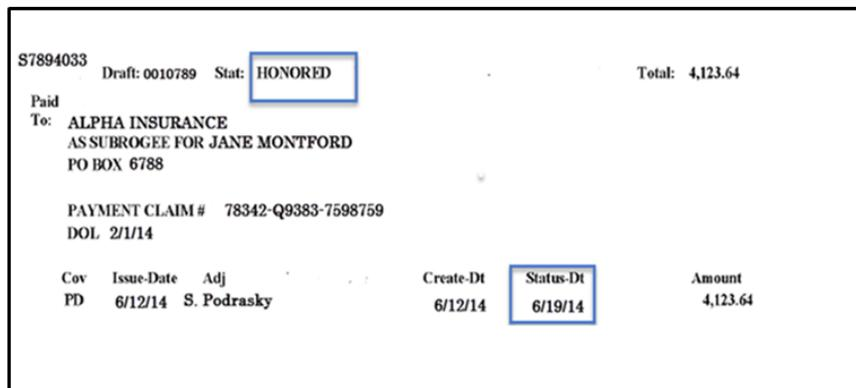 S7894033
Draft: 0010789 Stat: HONORED Total: 4,123.64
Paid
To: ALPHA INSURANCE
AS SUBROGEE FOR JANE MONTFORD
PO BOX 6788
PAYMENT CLAIM # 78342-Q9383-7598759
DOL 2/1/14
Cov Issue-Date Adj Create-Dt Status-Dt Amount
PD 6/12/14 S. Podrasky 6/12/14 6/19/14 4,123.64